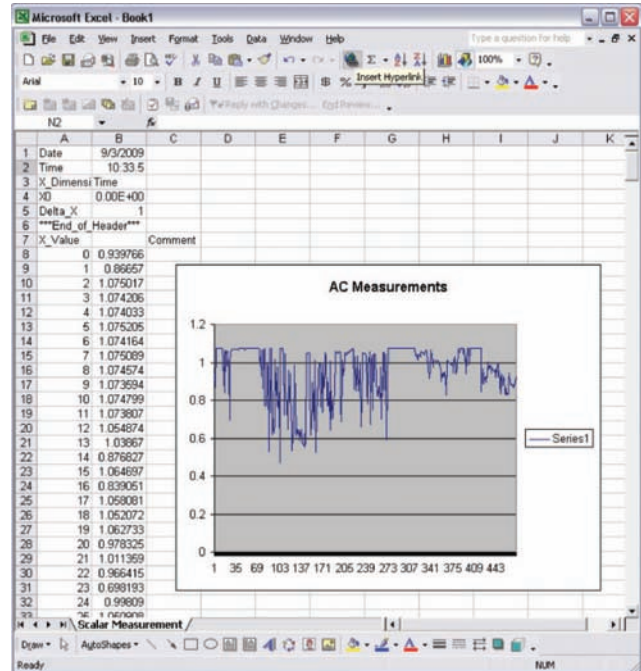 Microsoft Excel - Book1
File Edit View Insert Format Tools Data Window Help Type a question for help
100%
Arial 10 B I U $ % Insert Hyperlink
Reply with Changes... End Review...
N2 fx
A B C D E F G H I J K
1 Date 9/3/2009
2 Time 10:33.5
3 X_Dimensi Time
4 X0 0.00E+00
5 Delta_X 1
6 ***End_of_Header***
7 X_Value Comment
8 0 0.939766
9 1 0.86657
10 2 1.075017
11 3 1.074206
12 4 1.074033
13 5 1.075205
14 6 1.074164
15 7 1.075089
16 8 1.074574
17 9 1.073594
18 10 1.074799
19 11 1.073807
20 12 1.054874
21 13 1.03867
22 14 0.876827
23 15 1.064697
24 16 0.839051
25 17 1.058081
26 18 1.052072
27 19 1.062733
28 20 0.978325
29 21 1.011359
30 22 0.966415
31 23 0.698193
32 24 0.99809
33 25 1.060908
AC Measurements
1.2
1
0.8
0.6
0.4
0.2
0
1 35 69 103 137 171 205 239 273 307 341 375 409 443
Series1
Scalar Measurement
Draw AutoShapes
Ready NUM